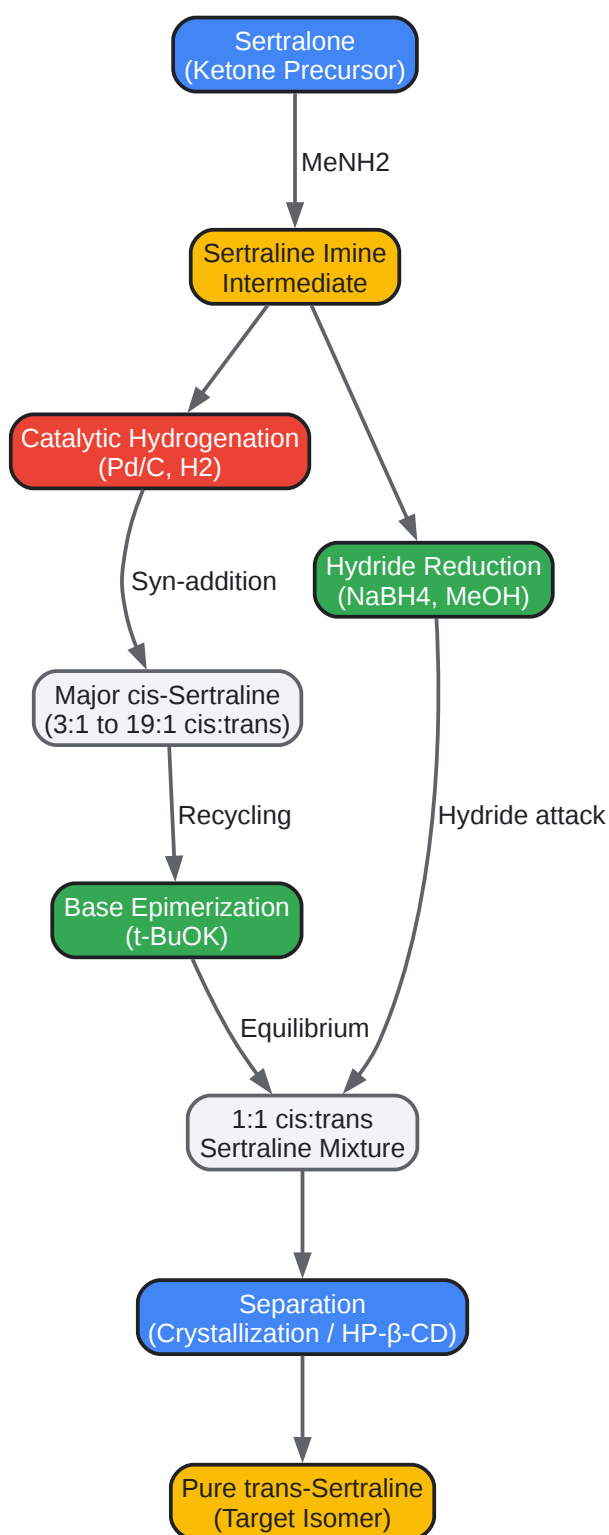 Sertralone
(Ketone Precursor)
MeNH2
Sertraline Imine
Intermediate
Catalytic Hydrogenation
(Pd/C, H2)
Hydride Reduction
(NaBH4, MeOH)
Syn-addition
Major cis-Sertraline
(3:1 to 19:1 cis:trans)
Recycling
Hydride attack
Base Epimerization
(t-BuOK)
Equilibrium
1:1 cis:trans
Sertraline Mixture
Separation
(Crystallization / HP-β-CD)
Pure trans-Sertraline
(Target Isomer)